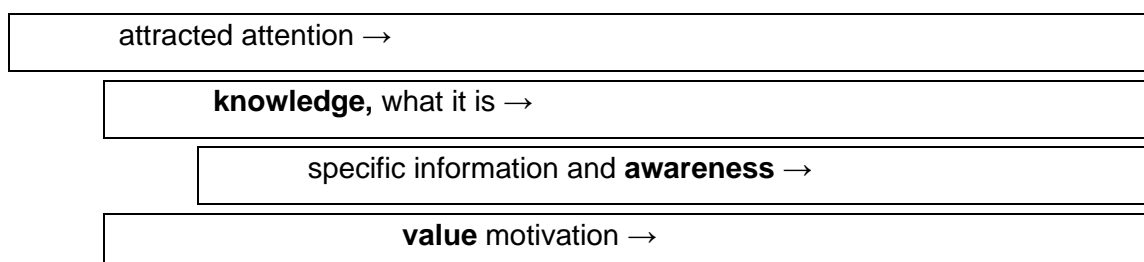 attracted attention →
knowledge, what it is →
specific information and awareness →
value motivation →